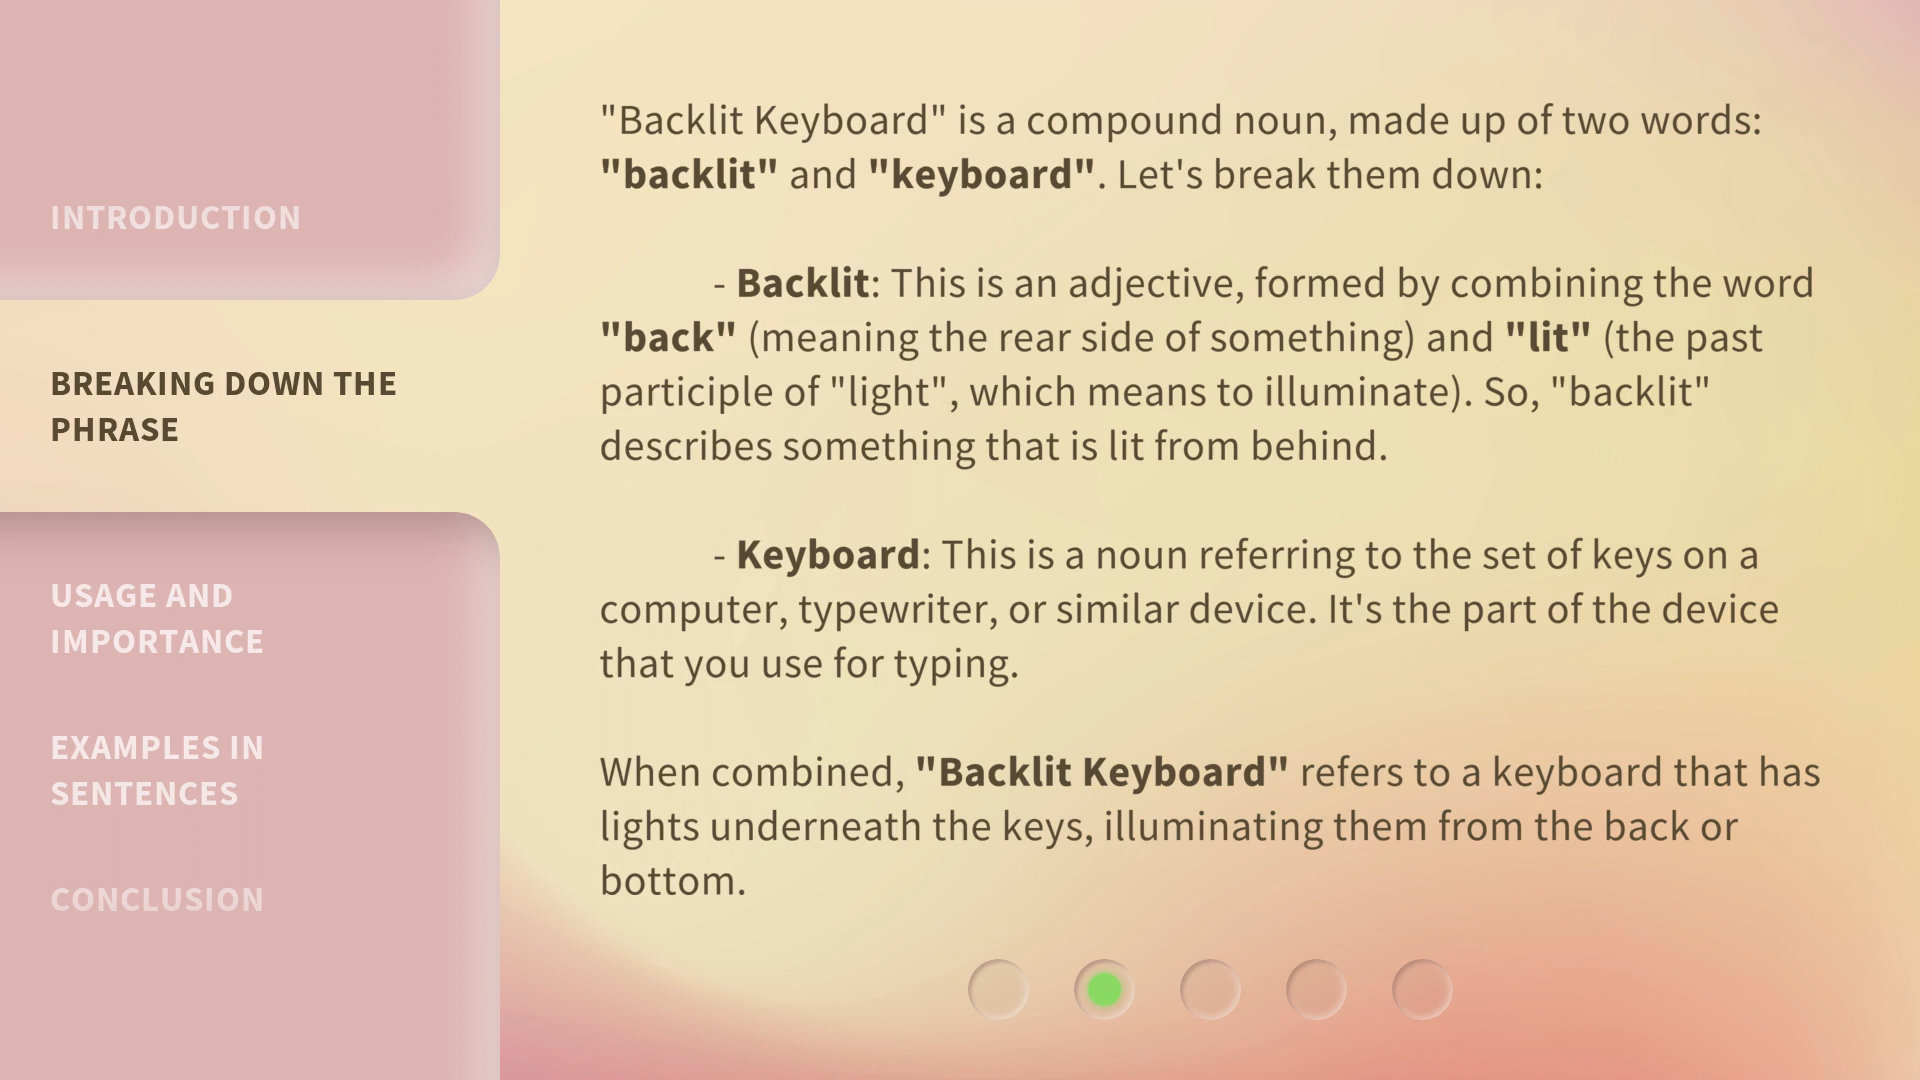 INTRODUCTION
BREAKING DOWN THE
PHRASE
USAGE AND
IMPORTANCE
EXAMPLES IN
SENTENCES
CONCLUSION
"Backlit Keyboard" is a compound noun, made up of two words:
"backlit" and "keyboard". Let's break them down:
- Backlit: This is an adjective, formed by combining the word
"back" (meaning the rear side of something) and "lit" (the past
participle of "light", which means to illuminate). So, "backlit"
describes something that is lit from behind.
- Keyboard: This is a noun referring to the set of keys on a
computer, typewriter, or similar device. It's the part of the device
that you use for typing.
When combined, "Backlit Keyboard" refers to a keyboard that has
lights underneath the keys, illuminating them from the back or
bottom.